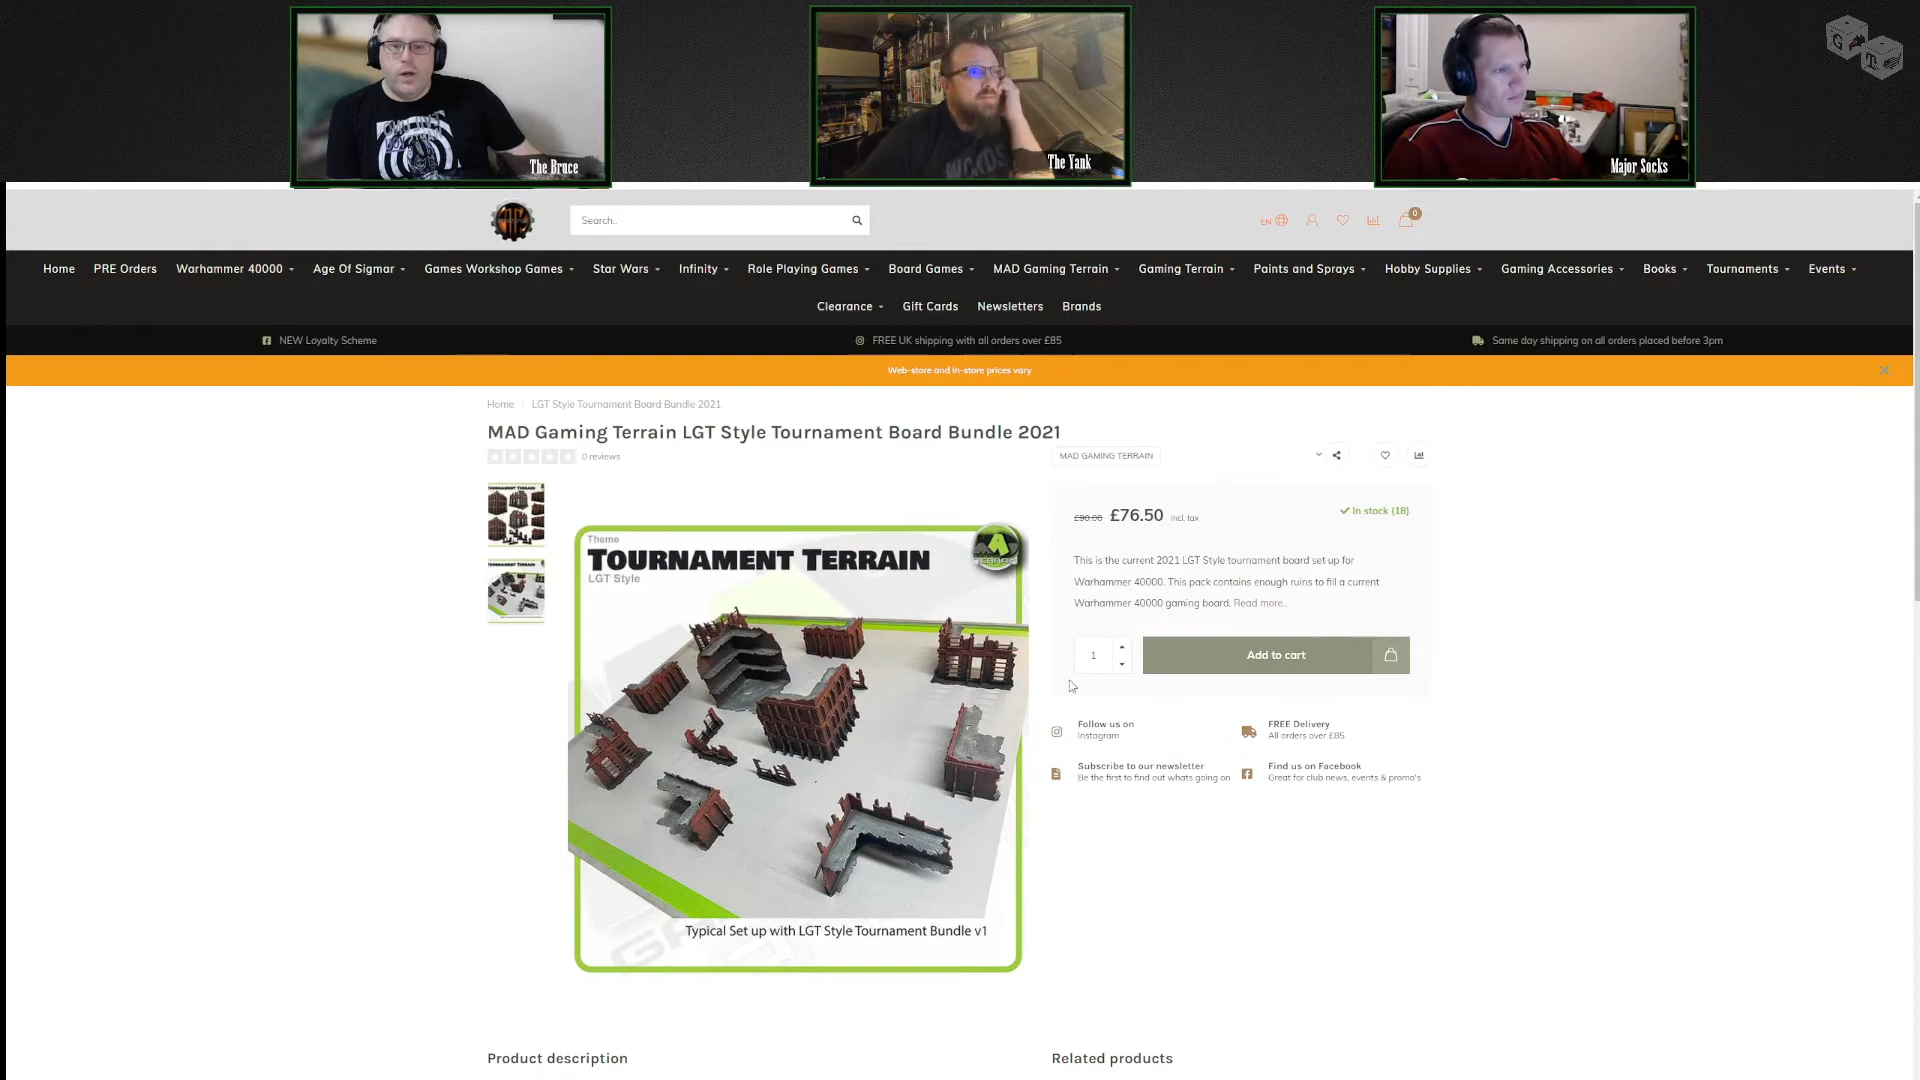 The Bruce
The Yank
Major Socks
Search..
EN
0
Home
PRE Orders
Warhammer 40000
Age Of Sigmar
Games Workshop Games
Star Wars
Infinity
Role Playing Games
Board Games
MAD Gaming Terrain
Gaming Terrain
Paints and Sprays
Hobby Supplies
Gaming Accessories
Books
Tournaments
Events
Clearance
Gift Cards
Newsletters
Brands
NEW Loyalty Scheme
FREE UK shipping with all orders over £85
Same day shipping on all orders placed before 3pm
Web-store and in-store prices vary
Home / LGT Style Tournament Board Bundle 2021
MAD Gaming Terrain LGT Style Tournament Board Bundle 2021
0 reviews
MAD GAMING TERRAIN
Theme
TOURNAMENT TERRAIN
LGT Style
Typical Set up with LGT Style Tournament Bundle v1
£90.00 £76.50 Incl. tax
In stock (18)
This is the current 2021 LGT Style tournament board set up for
Warhammer 40000. This pack contains enough ruins to fill a current
Warhammer 40000 gaming board. Read more..
1
Add to cart
Follow us on
Instagram
FREE Delivery
All orders over £85
Subscribe to our newsletter
Be the first to find out whats going on
Find us on Facebook
Great for club news, events & promo's
Product description
Related products